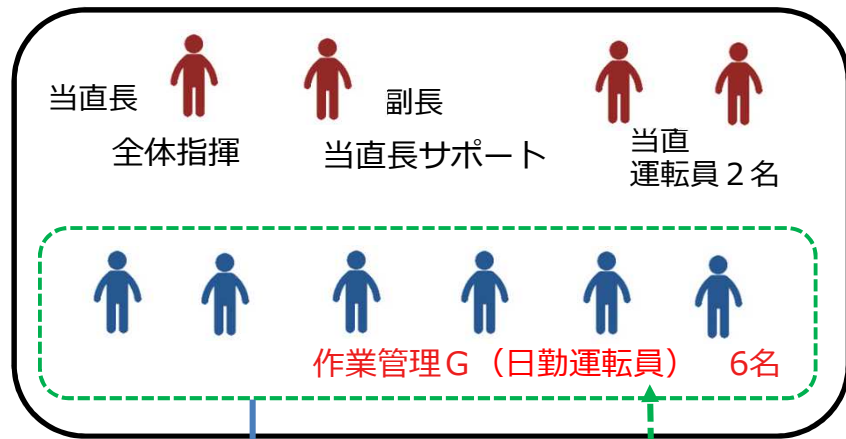 当直長
全体指揮
副長
当直長サポート
当直
運転員２名
作業管理Ｇ（日勤運転員）　6名